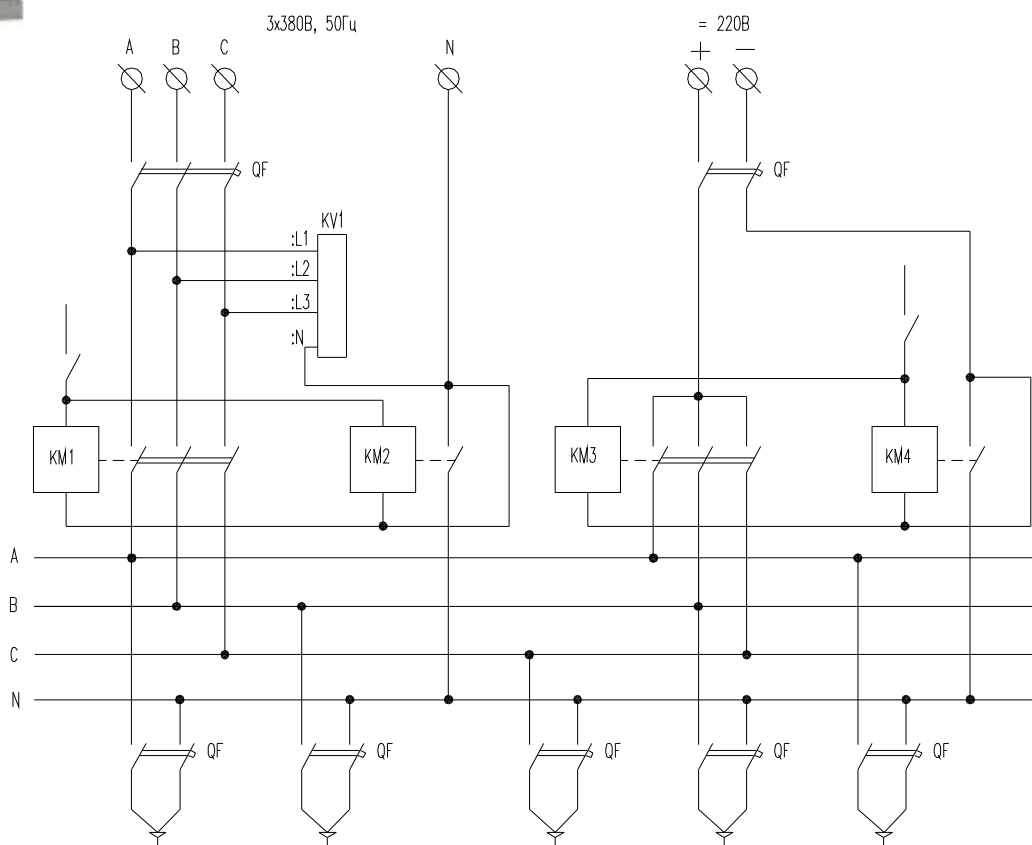 3х380В, 50Гц
= 220В
A B C N + −
QF QF
KV1
:L1
:L2
:L3
:N
KM1 KM2 KM3 KM4
A
B
C
N
QF QF QF QF QF